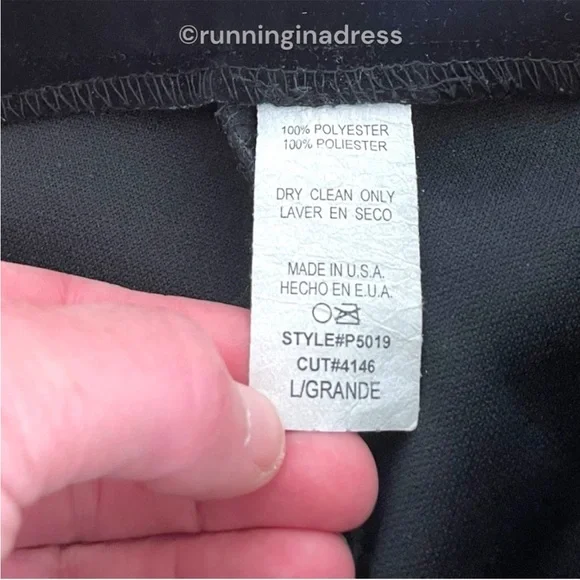 ©runninginadress
100% POLYESTER
100% POLIESTER
DRY CLEAN ONLY
LAVER EN SECO
MADE IN U.S.A.
HECHO EN E.U.A.
STYLE#P5019
CUT#4146
L/GRANDE